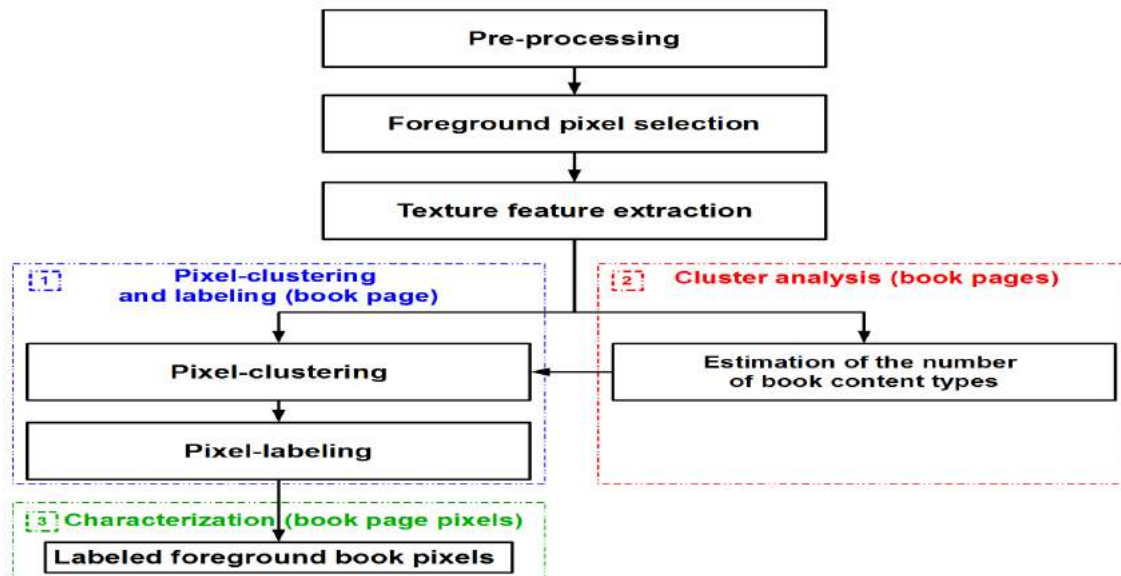 Pre-processing
Foreground pixel selection
Texture feature extraction
1
Pixel-clustering
and labeling (book page)
2
Cluster analysis (book pages)
Pixel-clustering
Estimation of the number
of book content types
Pixel-labeling
3
Characterization (book page pixels)
Labeled foreground book pixels